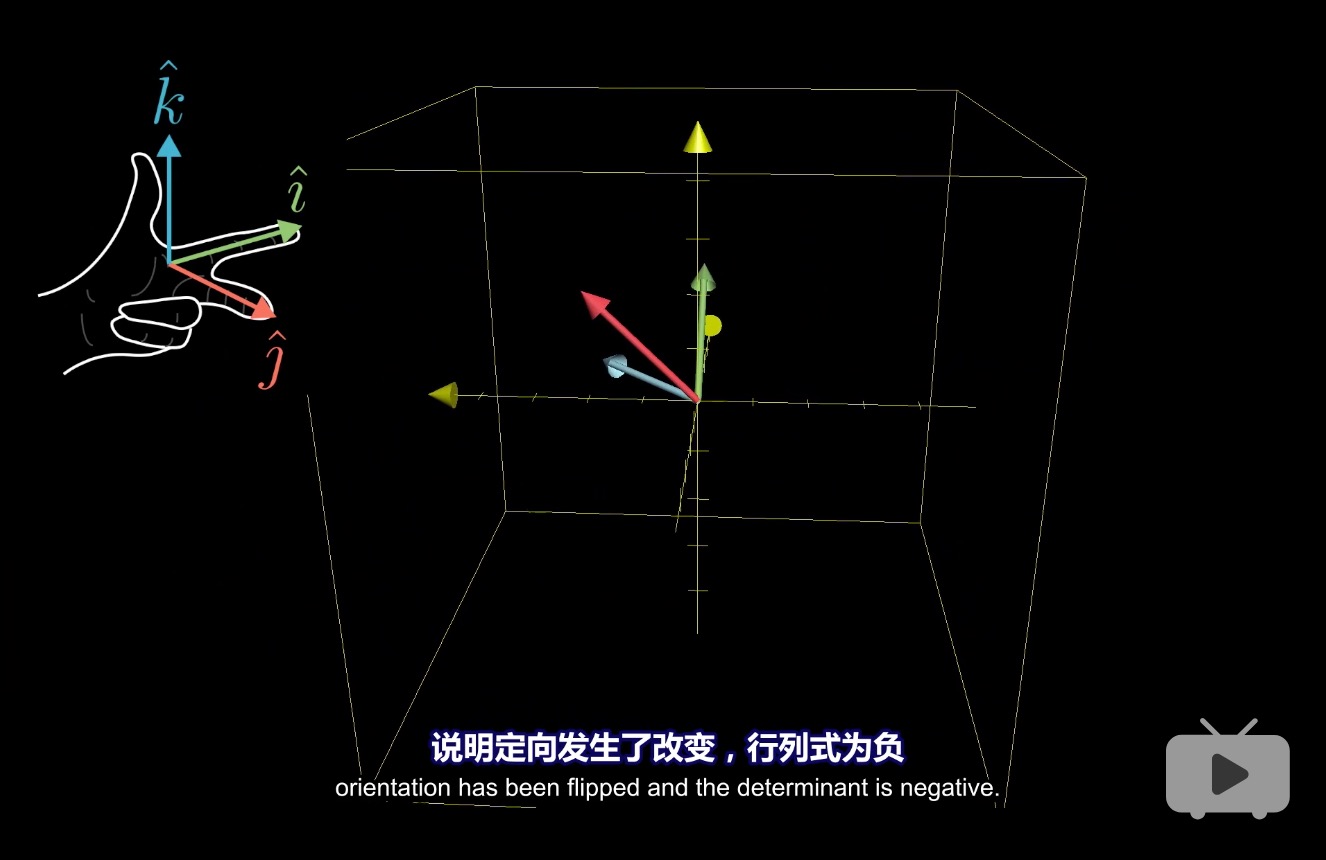 k̂
î
ĵ
说明定向发生了改变，行列式为负
orientation has been flipped and the determinant is negative.